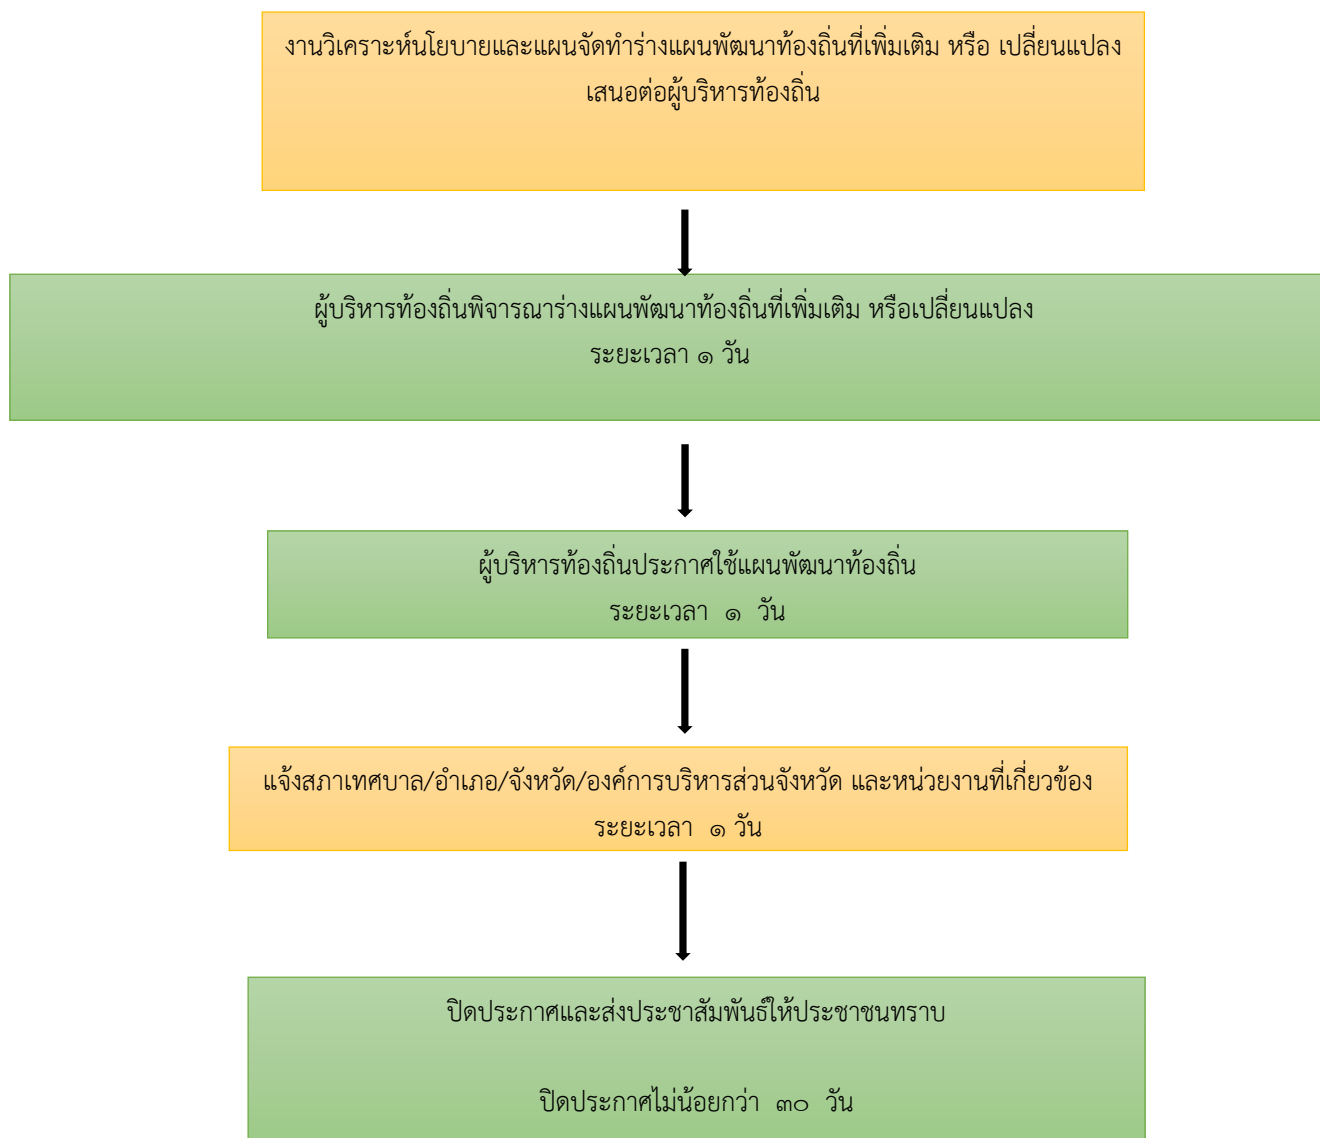 งานวิเคราะห์นโยบายและแผนจัดทำร่างแผนพัฒนาท้องถิ่นที่เพิ่มเติม หรือ เปลี่ยนแปลง
เสนอต่อผู้บริหารท้องถิ่น
ผู้บริหารท้องถิ่นพิจารณาร่างแผนพัฒนาท้องถิ่นที่เพิ่มเติม หรือเปลี่ยนแปลง
ระยะเวลา ๑ วัน
ผู้บริหารท้องถิ่นประกาศใช้แผนพัฒนาท้องถิ่น
ระยะเวลา ๑ วัน
แจ้งสภาเทศบาล/อำเภอ/จังหวัด/องค์การบริหารส่วนจังหวัด และหน่วยงานที่เกี่ยวข้อง
ระยะเวลา ๑ วัน
ปิดประกาศและส่งประชาสัมพันธ์ให้ประชาชนทราบ
ปิดประกาศไม่น้อยกว่า ๓๐ วัน